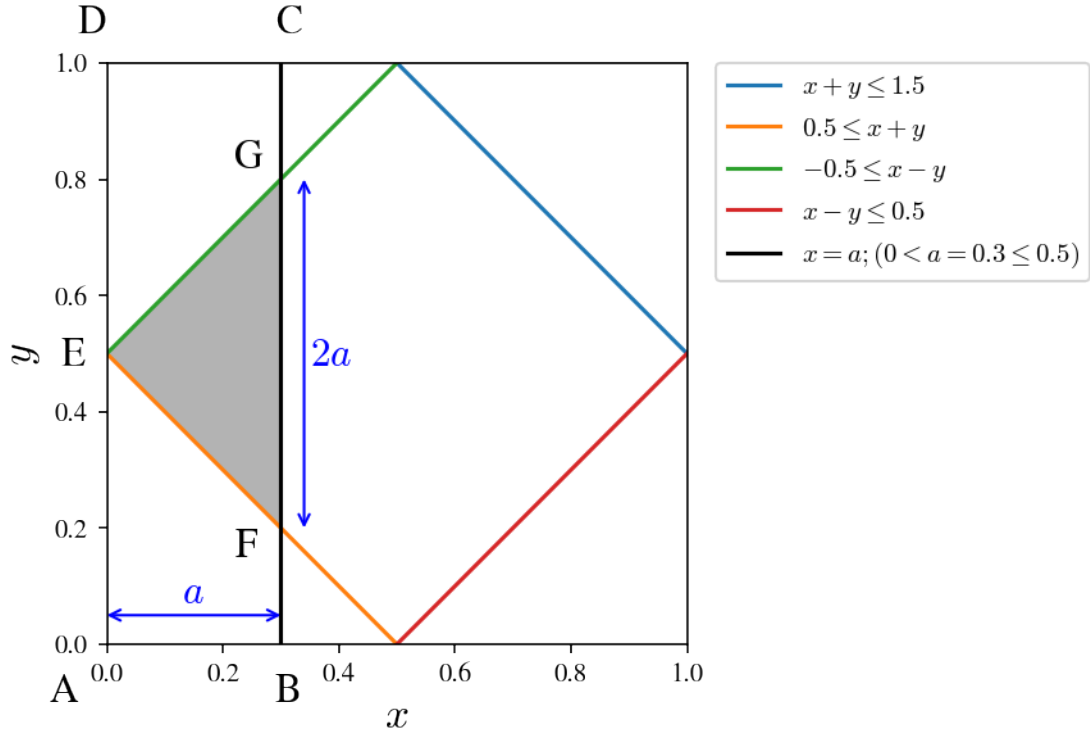 D
C
1.0
0.8
0.6
0.4
0.2
0.0
y
G
E
F
2a
a
A
B
0.0
0.2
0.4
0.6
0.8
1.0
x
x + y ≤ 1.5
0.5 ≤ x + y
−0.5 ≤ x − y
x − y ≤ 0.5
x = a; (0 < a = 0.3 ≤ 0.5)